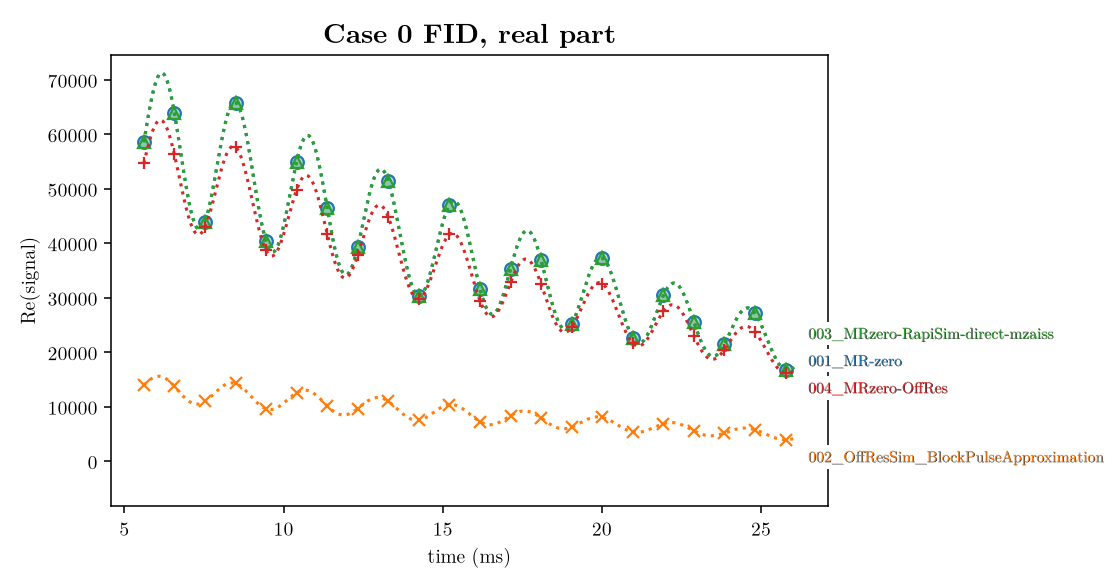 Case 0 FID, real part
70000
60000
50000
40000
30000
20000
10000
0
Re(signal)
5
10
15
20
25
time (ms)
003_MRzero-RapiSim-direct-mzaiss
001_MR-zero
004_MRzero-OffRes
002_OffResSim_BlockPulseApproximation